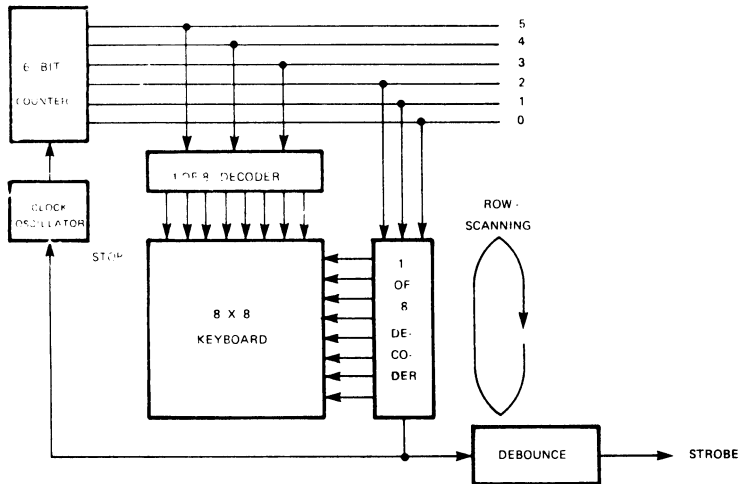 5
4
3
2
1
0
6 BIT
COUNTER
1 OF 8 DECODER
CLOCK
OSCILLATOR
STOP
8 X 8
KEYBOARD
1
OF
8
DE-
CO-
DER
ROW-
SCANNING
DEBOUNCE
STROBE